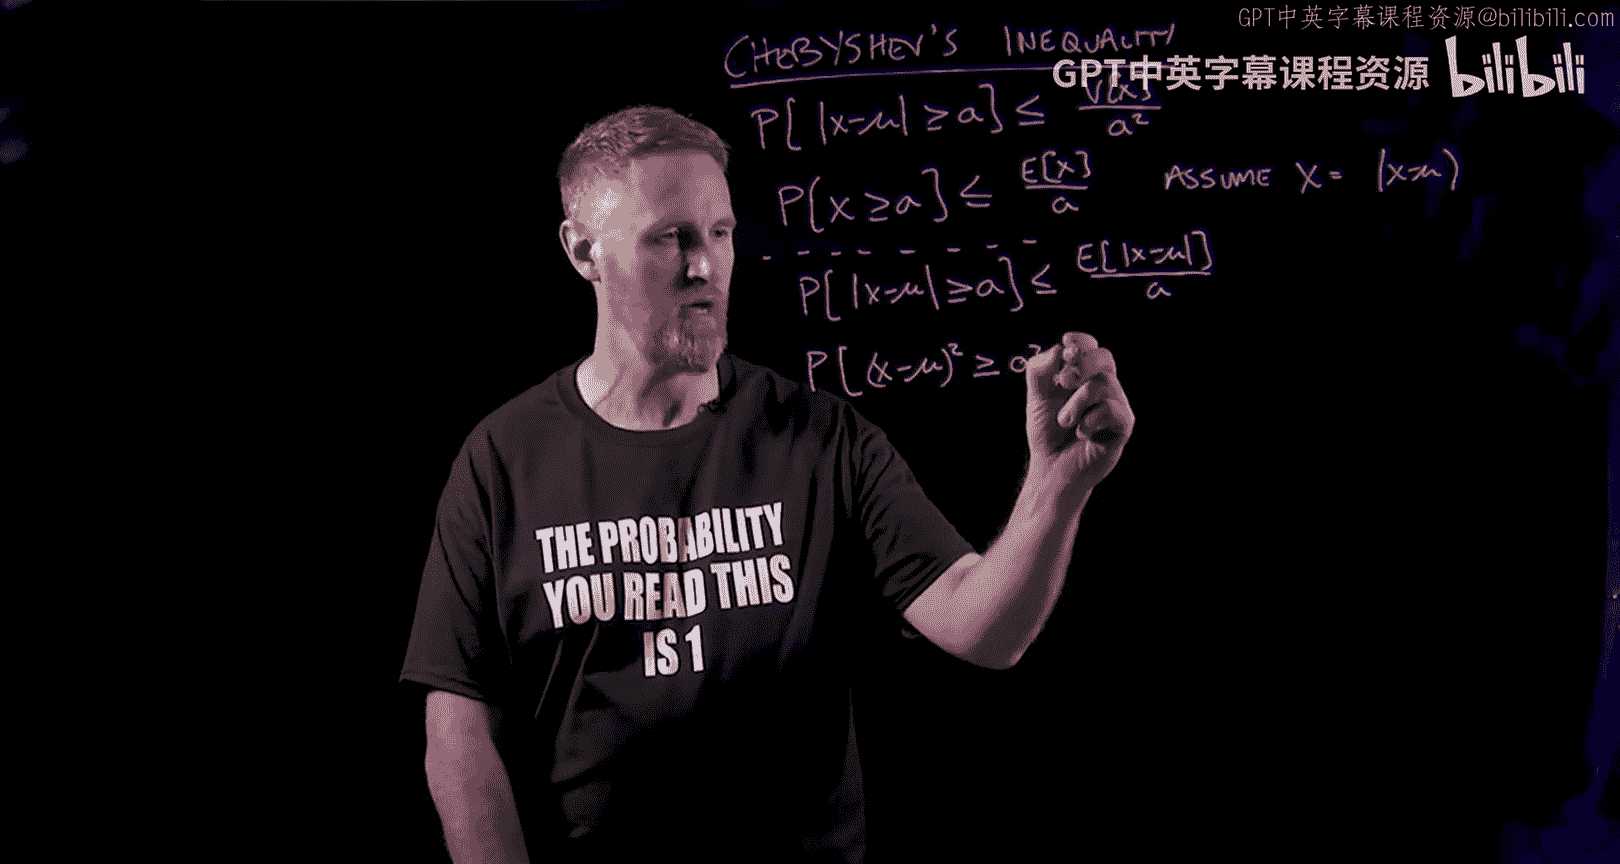 GPT中英字幕课程资源@bilibili.com
CHEBYSHEV'S INEQUALITY
GPT中英字幕课程资源 bilibili
P[|x-μ| ≥ a] ≤ V[x] / a²
P[x ≥ a] ≤ E[x] / a ASSUME X = |x-μ|
P[|x-μ| ≥ a] ≤ E[|x-μ|] / a
P[(x-μ)² ≥ a²
THE PROBABILITY
YOU READ THIS
IS 1